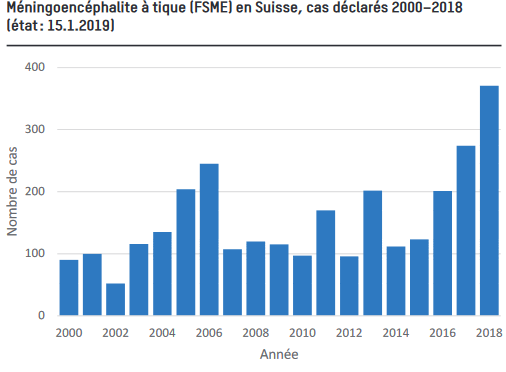 Méningoencéphalite à tique (FSME) en Suisse, cas déclarés 2000–2018
(état : 15.1.2019)
400
300
200
100
0
Nombre de cas
2000 2002 2004 2006 2008 2010 2012 2014 2016 2018
Année